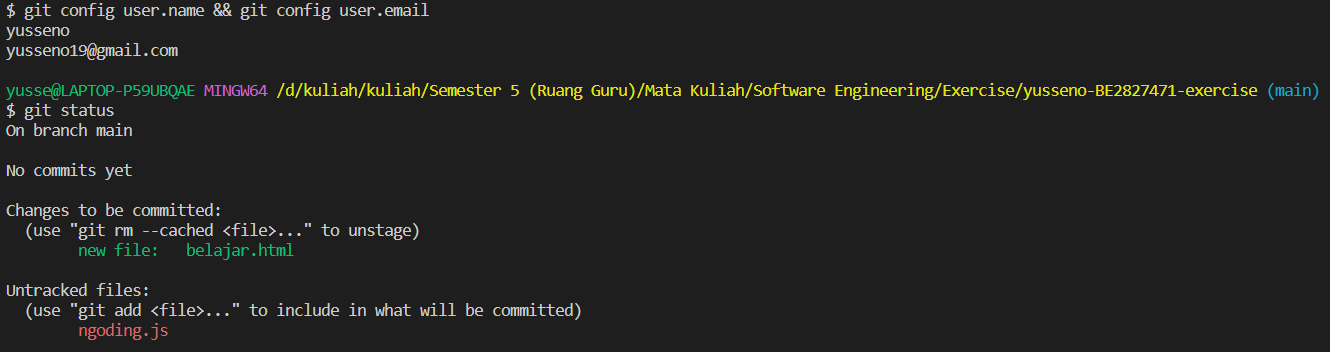 $ git config user.name && git config user.email
yusseno
yusseno19@gmail.com
yusse@LAPTOP-P59UBQAE MINGW64 /d/kuliah/kuliah/Semester 5 (Ruang Guru)/Mata Kuliah/Software Engineering/Exercise/yusseno-BE2827471-exercise (main)
$ git status
On branch main
No commits yet
Changes to be committed:
(use "git rm --cached <file>..." to unstage)
new file: belajar.html
Untracked files:
(use "git add <file>..." to include in what will be committed)
ngoding.js